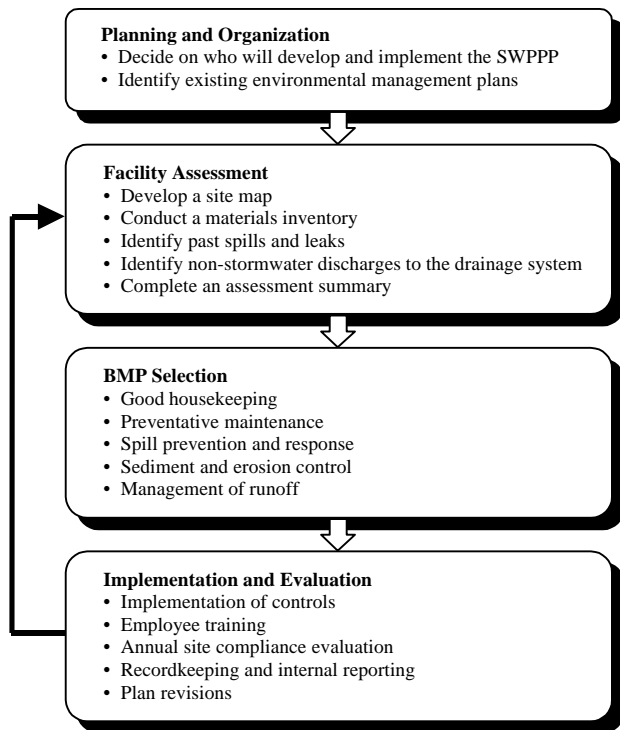 Planning and Organization
• Decide on who will develop and implement the SWPPP
• Identify existing environmental management plans
Facility Assessment
• Develop a site map
• Conduct a materials inventory
• Identify past spills and leaks
• Identify non-stormwater discharges to the drainage system
• Complete an assessment summary
BMP Selection
• Good housekeeping
• Preventative maintenance
• Spill prevention and response
• Sediment and erosion control
• Management of runoff
Implementation and Evaluation
• Implementation of controls
• Employee training
• Annual site compliance evaluation
• Recordkeeping and internal reporting
• Plan revisions